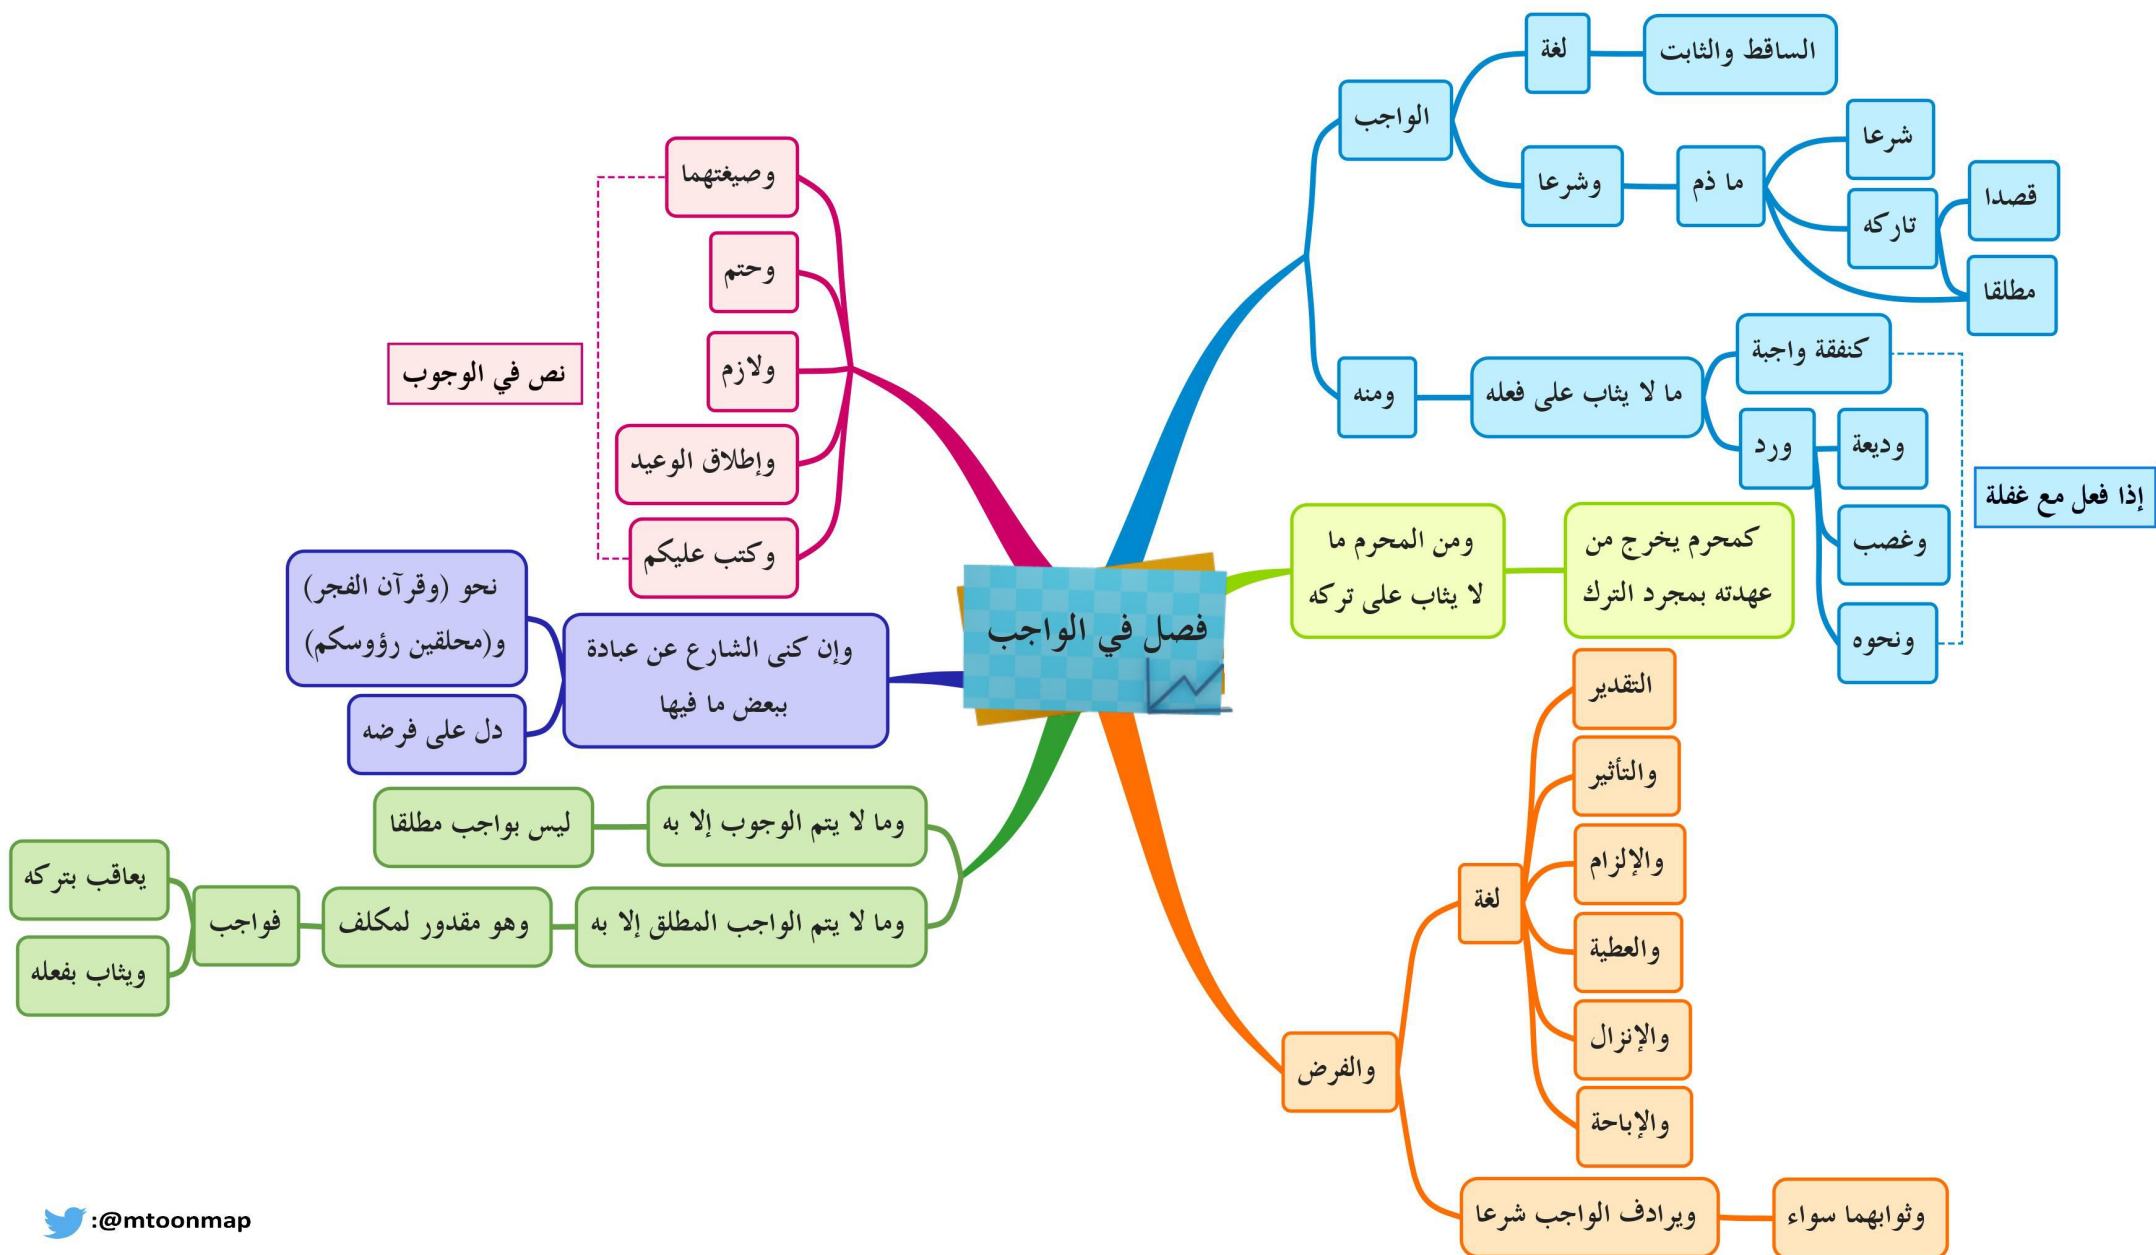 فصل في الواجب
الواجب
لغة
الساقط والثابت
وشرعا
ما ذم
شرعا
تاركه
قصدا
مطلقا
ومنه
ما لا يثاب على فعله
كنفقة واجبة
ورد
وديعة
وغصب
ونحوه
إذا فعل مع غفلة
ومن المحرم ما
لا يثاب على تركه
كمحرم يخرج من
عهدته بمجرد الترك
والفرض
لغة
التقدير
والتأثير
والإلزام
والعطية
والإنزال
والإباحة
ويرادف الواجب شرعا
وثوابهما سواء
وصيغتهما
وحتم
ولازم
وإطلاق الوعيد
وكتب عليكم
نص في الوجوب
وإن كنى الشارع عن عبادة
ببعض ما فيها
نحو (وقرآن الفجر)
و(محلقين رؤوسكم)
دل على فرضه
وما لا يتم الوجوب إلا به
ليس بواجب مطلقا
وما لا يتم الواجب المطلق إلا به
وهو مقدور لمكلف
فواجب
يعاقب بتركه
ويثاب بفعله
:@mtoonmap